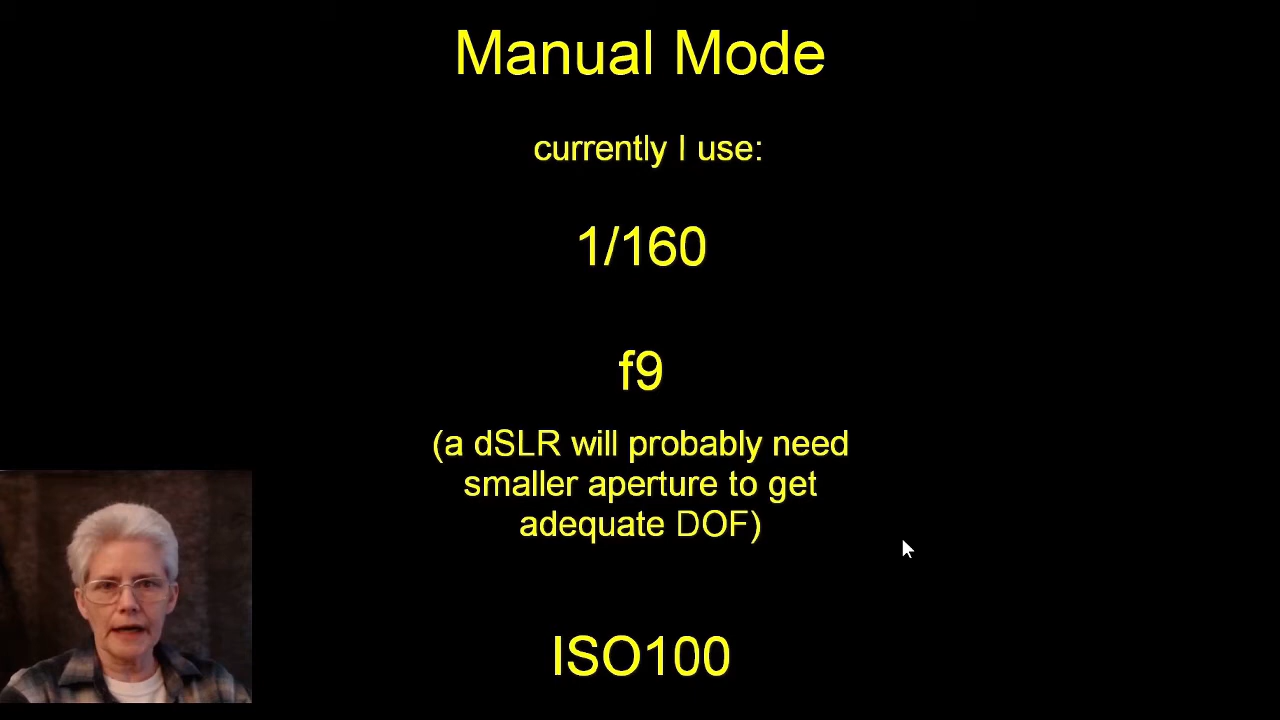 Manual Mode
currently I use:
1/160
f9
(a dSLR will probably need
smaller aperture to get
adequate DOF)
ISO100